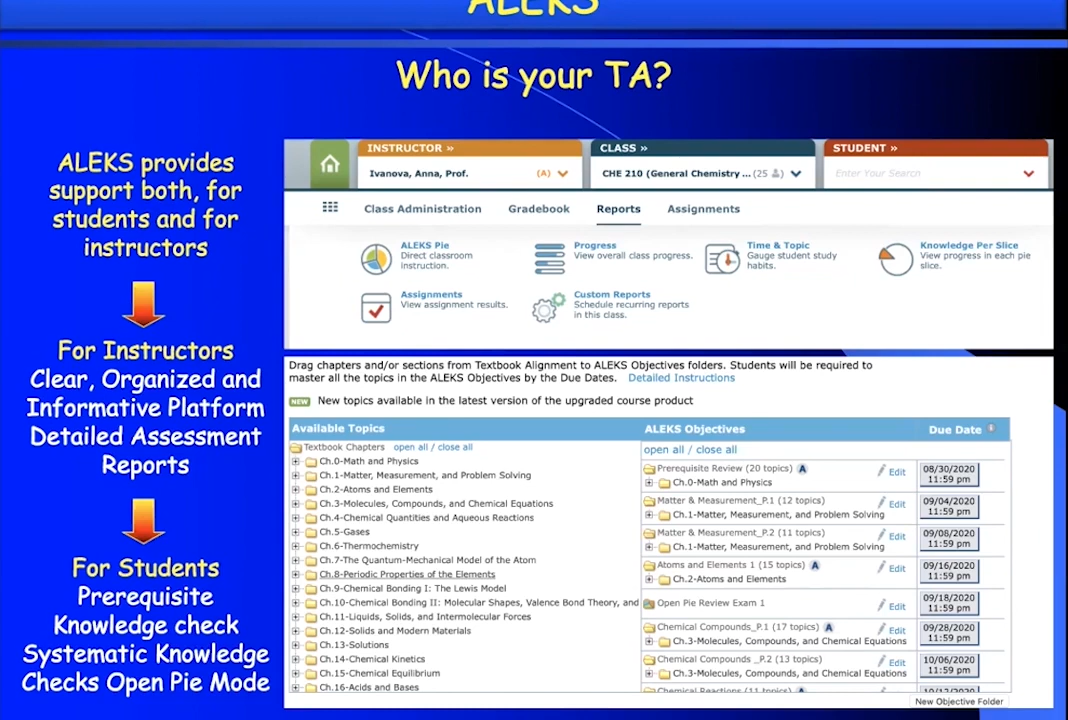 ALEKS
Who is your TA?
ALEKS provides
support both, for
students and for
instructors
For Instructors
Clear, Organized and
Informative Platform
Detailed Assessment
Reports
For Students
Prerequisite
Knowledge check
Systematic Knowledge
Checks Open Pie Mode
INSTRUCTOR »
Ivanova, Anna, Prof. (A)
CLASS »
CHE 210 (General Chemistry ... (25)
STUDENT »
Enter Your Search
Class Administration Gradebook Reports Assignments
ALEKS Pie
Direct classroom
instruction.
Progress
View overall class progress.
Time & Topic
Gauge student study
habits.
Knowledge Per Slice
View progress in each pie
slice.
Assignments
View assignment results.
Custom Reports
Schedule recurring reports
in this class.
Drag chapters and/or sections from Textbook Alignment to ALEKS Objectives folders. Students will be required to
master all the topics in the ALEKS Objectives by the Due Dates. Detailed Instructions
NEW New topics available in the latest version of the upgraded course product
Available Topics
Textbook Chapters open all / close all
Ch.0-Math and Physics
Ch.1-Matter, Measurement, and Problem Solving
Ch.2-Atoms and Elements
Ch.3-Molecules, Compounds, and Chemical Equations
Ch.4-Chemical Quantities and Aqueous Reactions
Ch.5-Gases
Ch.6-Thermochemistry
Ch.7-The Quantum-Mechanical Model of the Atom
Ch.8-Periodic Properties of the Elements
Ch.9-Chemical Bonding I: The Lewis Model
Ch.10-Chemical Bonding II: Molecular Shapes, Valence Bond Theory, and
Ch.11-Liquids, Solids, and Intermolecular Forces
Ch.12-Solids and Modern Materials
Ch.13-Solutions
Ch.14-Chemical Kinetics
Ch.15-Chemical Equilibrium
Ch.16-Acids and Bases
ALEKS Objectives Due Date
open all / close all
Prerequisite Review (20 topics) A Edit 08/30/2020
Ch.0-Math and Physics 11:59 pm
Matter & Measurement_P.1 (12 topics) Edit 09/04/2020
Ch.1-Matter, Measurement, and Problem Solving 11:59 pm
Matter & Measurement_P.2 (11 topics) Edit 09/08/2020
Ch.1-Matter, Measurement, and Problem Solving 11:59 pm
Atoms and Elements 1 (15 topics) A Edit 09/16/2020
Ch.2-Atoms and Elements 11:59 pm
Open Pie Review Exam 1 Edit 09/18/2020
11:59 pm
Chemical Compounds_P.1 (17 topics) A Edit 09/28/2020
Ch.3-Molecules, Compounds, and Chemical Equations 11:59 pm
Chemical Compounds _P.2 (13 topics) Edit 10/06/2020
Ch.3-Molecules, Compounds, and Chemical Equations 11:59 pm
Chemical Reactions (11 topics) A 10/12/2020
New Objective Folder